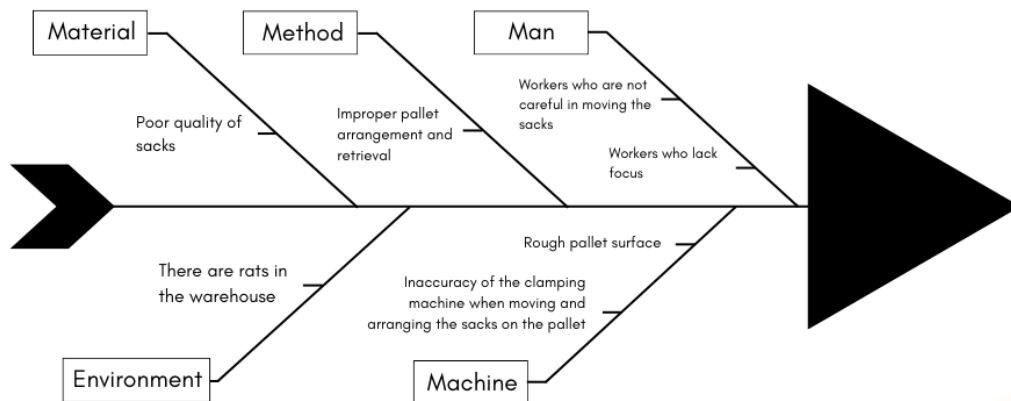 Material
Method
Man
Poor quality of
sacks
Improper pallet
arrangement and
retrieval
Workers who are not
careful in moving the
sacks
Workers who lack
focus
There are rats in
the warehouse
Rough pallet surface
Inaccuracy of the clamping
machine when moving and
arranging the sacks on the pallet
Environment
Machine